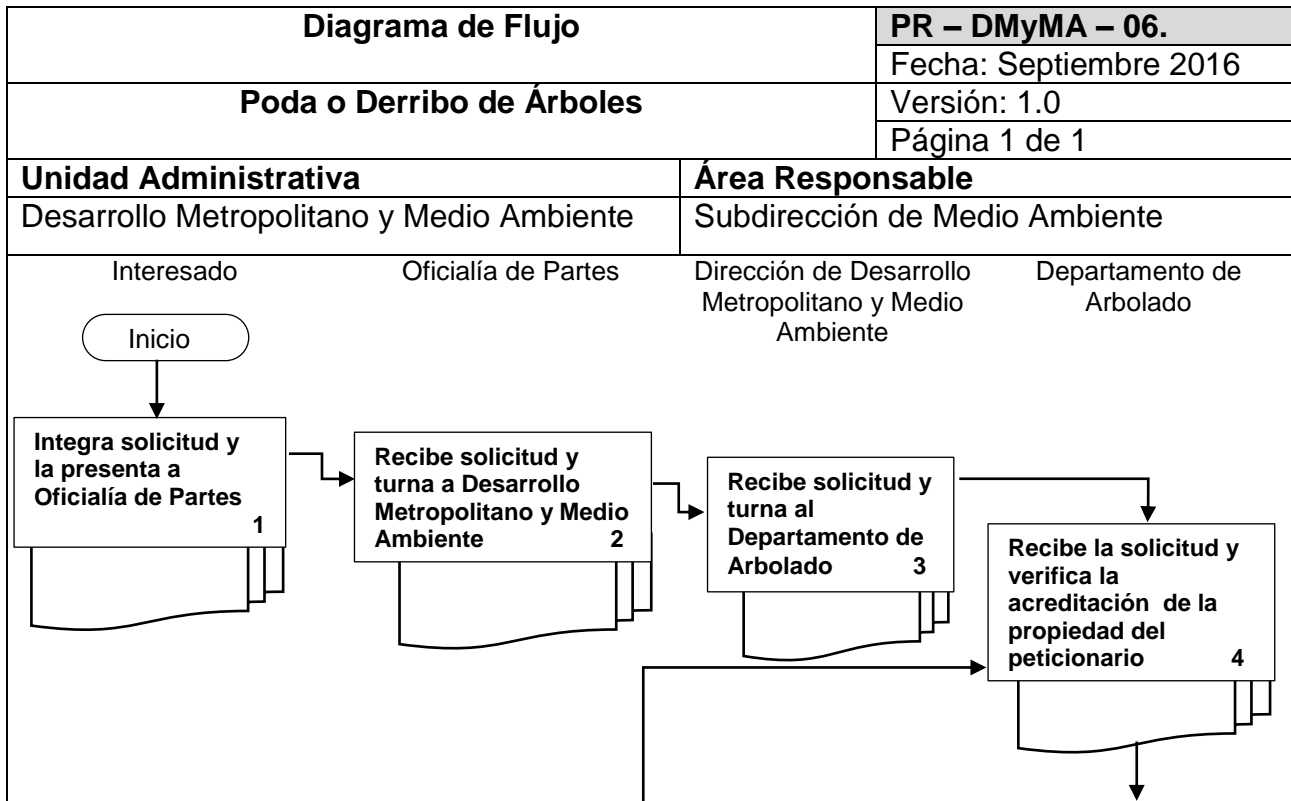 Diagrama de Flujo
PR – DMyMA – 06.
Fecha: Septiembre 2016
Poda o Derribo de Árboles
Versión: 1.0
Página 1 de 1
Unidad Administrativa
Área Responsable
Desarrollo Metropolitano y Medio Ambiente
Subdirección de Medio Ambiente
Interesado
Oficialía de Partes
Dirección de Desarrollo
Metropolitano y Medio
Ambiente
Departamento de
Arbolado
Inicio
Integra solicitud y
la presenta a
Oficialía de Partes
1
Recibe solicitud y
turna a Desarrollo
Metropolitano y Medio
Ambiente 2
Recibe solicitud y
turna al
Departamento de
Arbolado 3
Recibe la solicitud y
verifica la
acreditación de la
propiedad del
peticionario 4